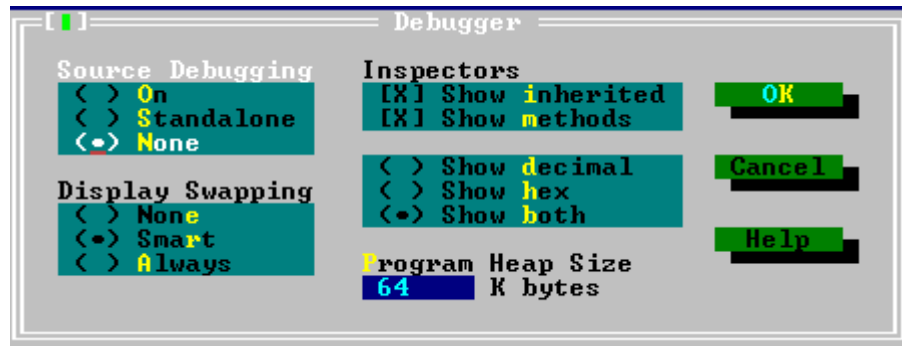 Debugger
Source Debugging
( ) On
( ) Standalone
(•) None
Display Swapping
( ) None
(•) Smart
( ) Always
Inspectors
[X] Show inherited
[X] Show methods
( ) Show decimal
( ) Show hex
(•) Show both
Program Heap Size
64 K bytes
OK
Cancel
Help